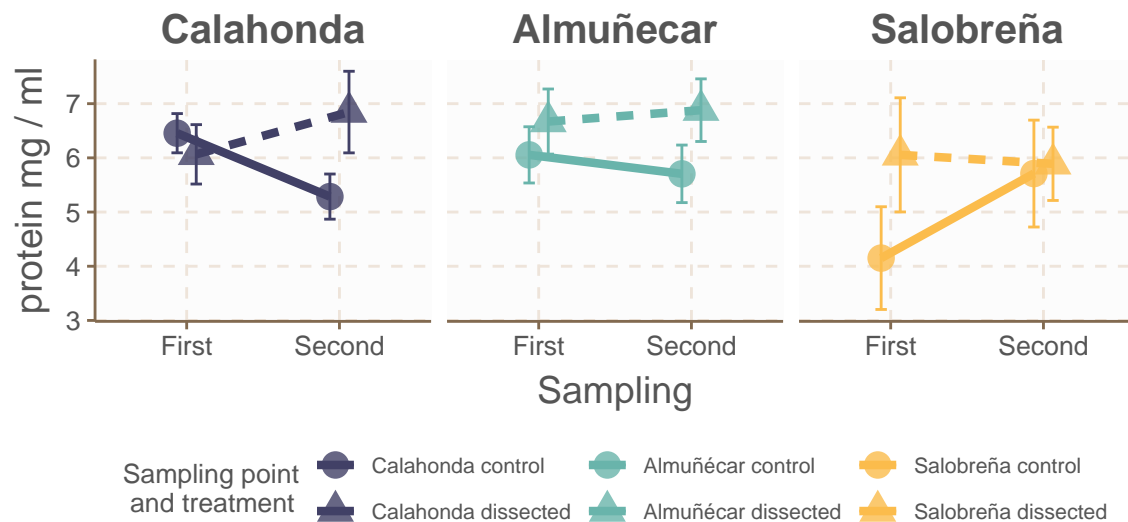 Calahonda Almuñecar Salobreña
protein mg / ml
7
6
5
4
3
First Second First Second First Second
Sampling
Sampling point
and treatment
Calahonda control Almuñécar control Salobreña control
Calahonda dissected Almuñécar dissected Salobreña dissected